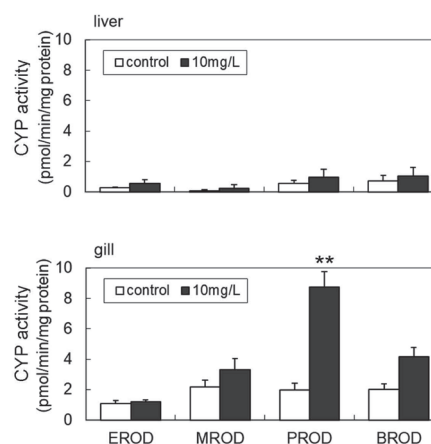 liver
CYP activity
(pmol/min/mg protein)
10
8
6
4
2
0
control 10mg/L
gill
CYP activity
(pmol/min/mg protein)
10
8
6
4
2
0
control 10mg/L
**
EROD MROD PROD BROD